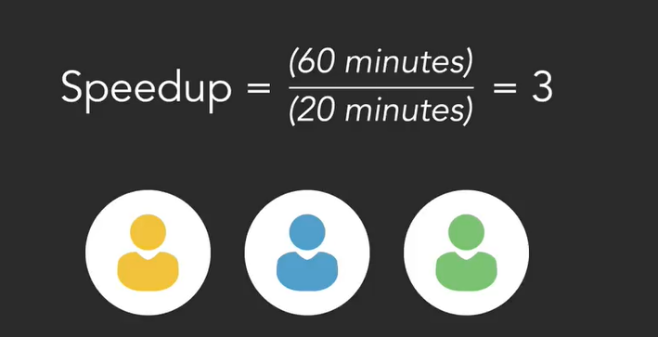 Speedup = (60 minutes) / (20 minutes) = 3